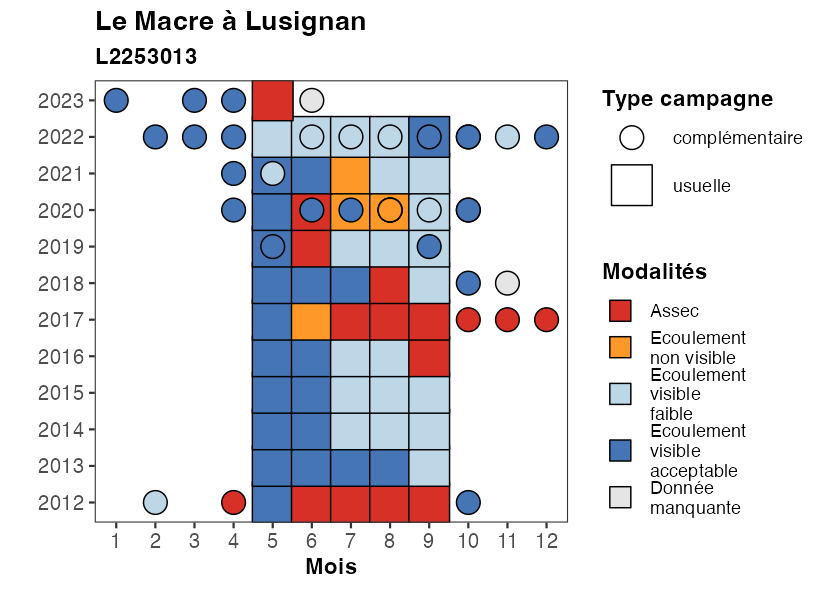 Le Macre à Lusignan
L2253013
2023
2022
2021
2020
2019
2018
2017
2016
2015
2014
2013
2012
1 2 3 4 5 6 7 8 9 10 11 12
Mois
Type campagne
complémentaire
usuelle
Modalités
Assec
Ecoulement
non visible
Ecoulement
visible
faible
Ecoulement
visible
acceptable
Donnée
manquante